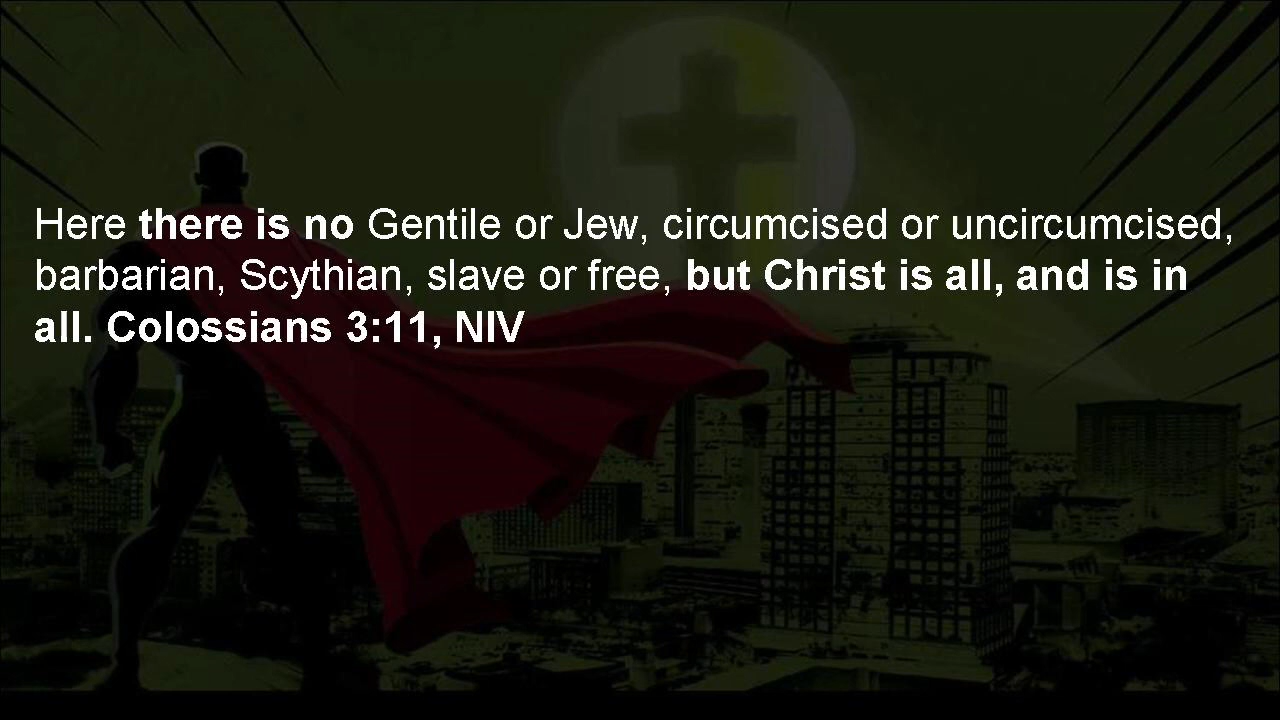 Here there is no Gentile or Jew, circumcised or uncircumcised,
barbarian, Scythian, slave or free, but Christ is all, and is in
all. Colossians 3:11, NIV